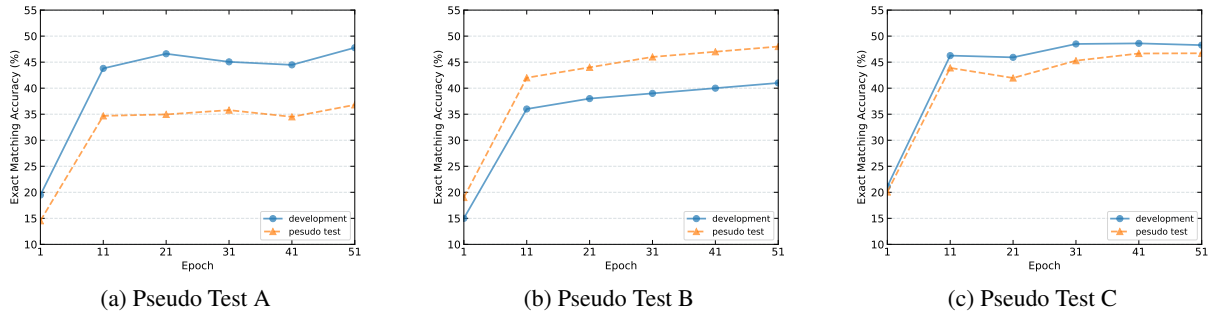 55
50
45
40
35
30
25
20
15
10
Exact Matching Accuracy (%)
1 11 21 31 41 51
Epoch
development
pesudo test
(a) Pseudo Test A
55
50
45
40
35
30
25
20
15
10
Exact Matching Accuracy (%)
1 11 21 31 41 51
Epoch
development
pesudo test
(b) Pseudo Test B
55
50
45
40
35
30
25
20
15
10
Exact Matching Accuracy (%)
1 11 21 31 41 51
Epoch
development
pesudo test
(c) Pseudo Test C